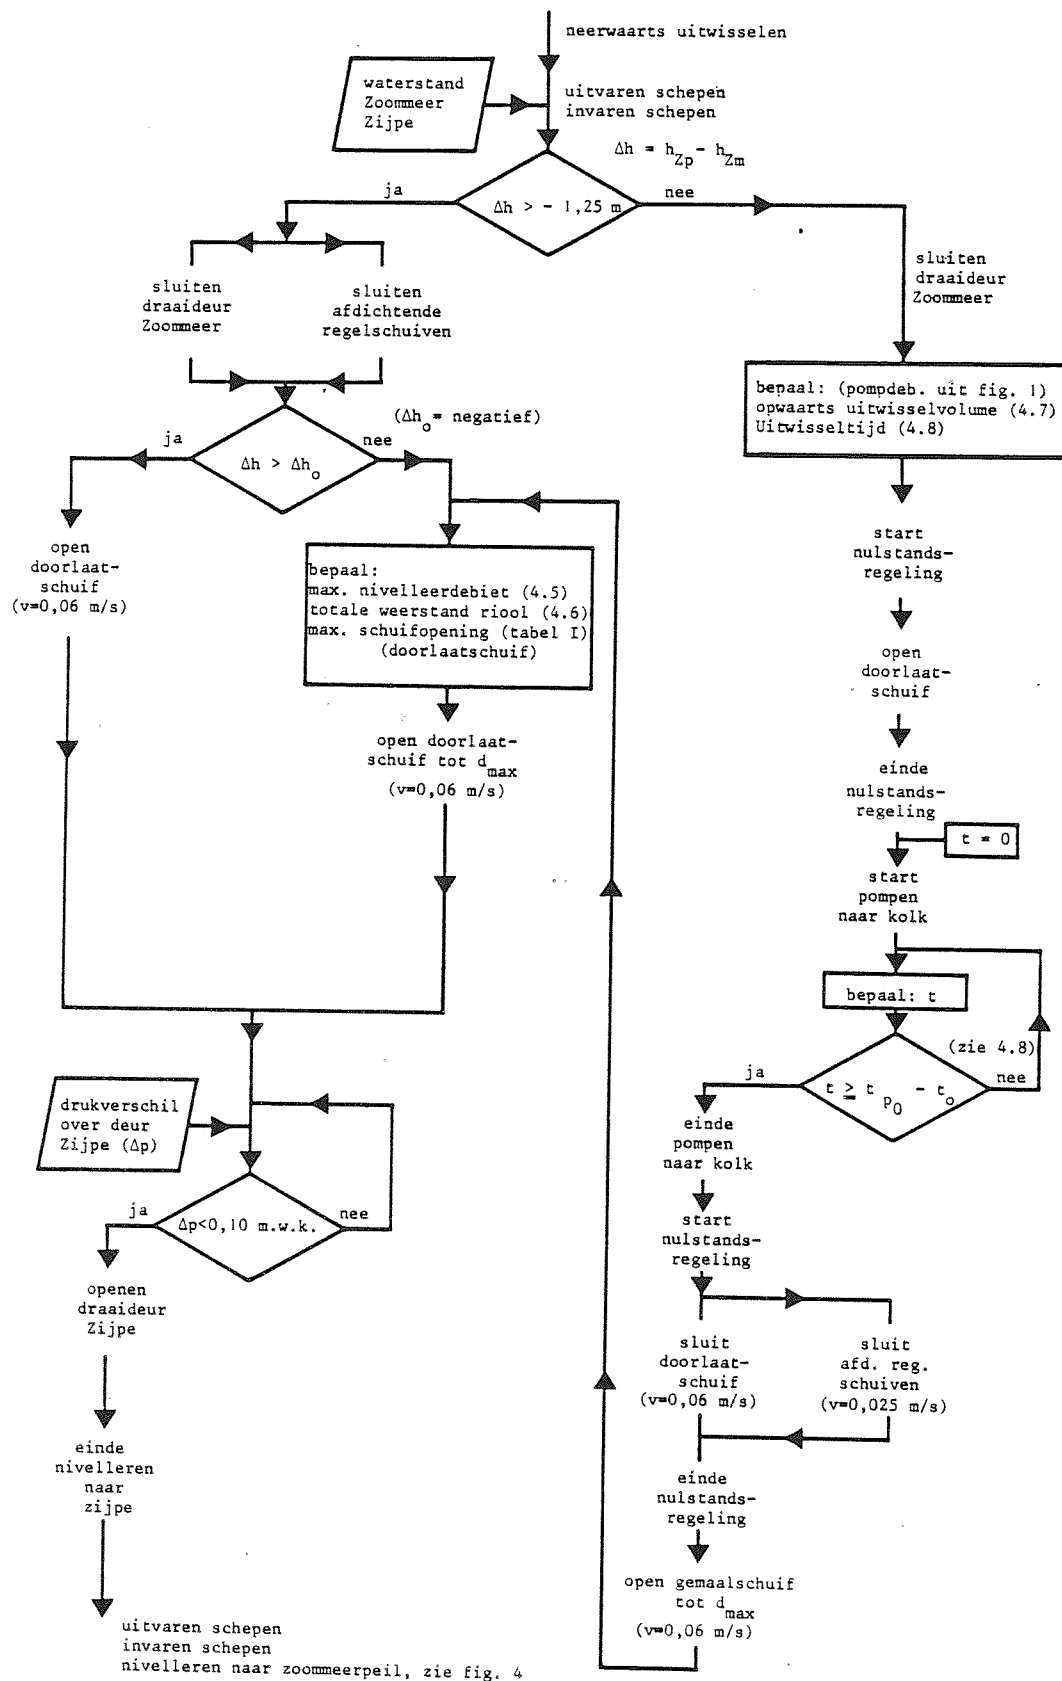 neerwaarts uitwisselen
waterstand
Zoommeer
Zijpe
uitvaren schepen
invaren schepen
Δh = h_Zp - h_Zm
ja
Δh > - 1,25 m
nee
sluiten
draaideur
Zoommeer
sluiten
afdichtende
regelschuiven
sluiten
draaideur
Zoommeer
bepaal: (pompdeb. uit fig. 1)
opwaarts uitwisselvolume (4.7)
Uitwisseltijd (4.8)
(Δh_o = negatief)
ja
Δh > Δh_o
nee
open
doorlaat-
schuif
(v=0,06 m/s)
bepaal:
max. nivelleerdebiet (4.5)
totale weerstand riool (4.6)
max. schuifopening (tabel I)
(doorlaatschuif)
open doorlaat-
schuif tot d_max
(v=0,06 m/s)
start
nulstands-
regeling
open
doorlaat-
schuif
einde
nulstands-
regeling
t = 0
start
pompen
naar kolk
bepaal: t
(zie 4.8)
ja
t ≥ t_p0 - t_o
nee
einde
pompen
naar kolk
start
nulstands-
regeling
sluit
doorlaat-
schuif
(v=0,06 m/s)
sluit
afd. reg.
schuiven
(v=0,025 m/s)
einde
nulstands-
regeling
open gemaalschuif
tot d_max
(v=0,06 m/s)
drukverschil
over deur
Zijpe (Δp)
ja
Δp<0,10 m.w.k.
nee
openen
draaideur
Zijpe
einde
nivelleren
naar
zijpe
uitvaren schepen
invaren schepen
nivelleren naar zoommeerpeil, zie fig. 4